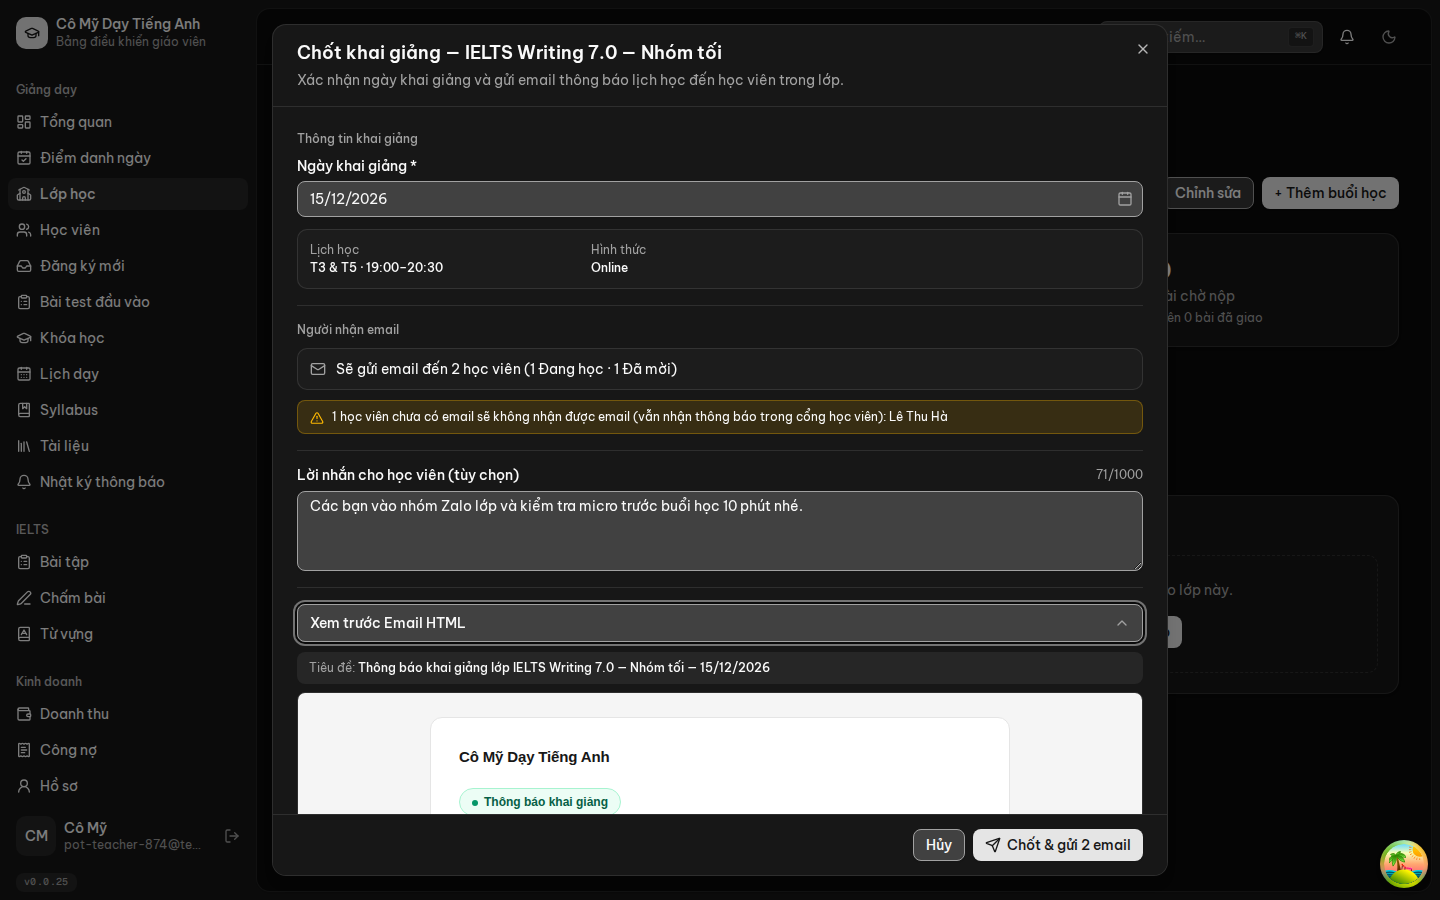 Cô Mỹ Dạy Tiếng Anh
Bảng điều khiển giáo viên
Giảng dạy
Tổng quan
Điểm danh ngày
Lớp học
Học viên
Đăng ký mới
Bài test đầu vào
Khóa học
Lịch dạy
Syllabus
Tài liệu
Nhật ký thông báo
IELTS
Bài tập
Chấm bài
Từ vựng
Kinh doanh
Doanh thu
Công nợ
Hồ sơ
CM
Cô Mỹ
pot-teacher-874@te...
v0.0.25
iếm...
⌘K
Chỉnh sửa
+ Thêm buổi học
ài chờ nộp
ên 0 bài đã giao
o lớp này.
Chốt khai giảng — IELTS Writing 7.0 — Nhóm tối
Xác nhận ngày khai giảng và gửi email thông báo lịch học đến học viên trong lớp.
Thông tin khai giảng
Ngày khai giảng *
15/12/2026
Lịch học
Hình thức
T3 & T5 · 19:00–20:30
Online
Người nhận email
Sẽ gửi email đến 2 học viên (1 Đang học · 1 Đã mời)
1 học viên chưa có email sẽ không nhận được email (vẫn nhận thông báo trong cổng học viên): Lê Thu Hà
Lời nhắn cho học viên (tùy chọn)
71/1000
Các bạn vào nhóm Zalo lớp và kiểm tra micro trước buổi học 10 phút nhé.
Xem trước Email HTML
Tiêu đề: Thông báo khai giảng lớp IELTS Writing 7.0 — Nhóm tối — 15/12/2026
Cô Mỹ Dạy Tiếng Anh
Thông báo khai giảng
Hủy
Chốt & gửi 2 email